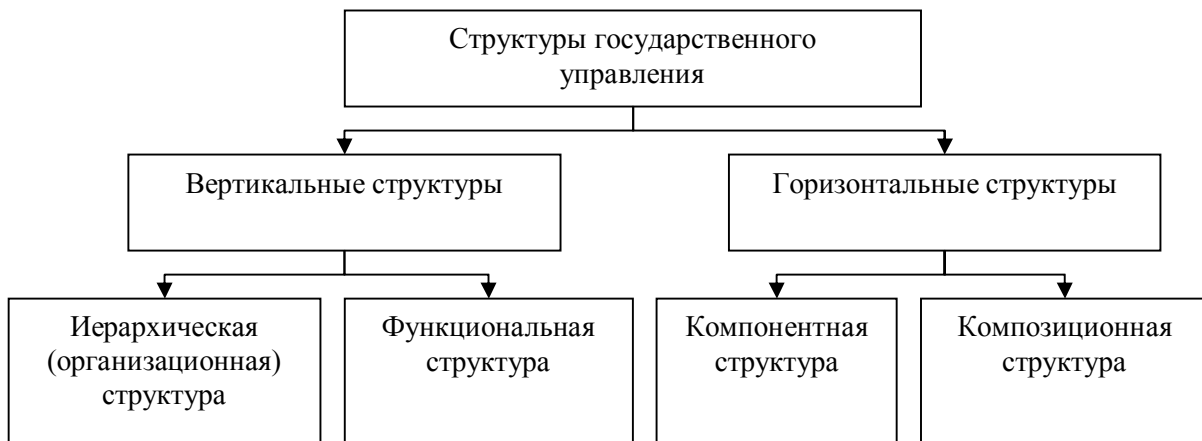 Структуры государственного
управления
Вертикальные структуры
Горизонтальные структуры
Иерархическая
(организационная)
структура
Функциональная
структура
Компонентная
структура
Композиционная
структура